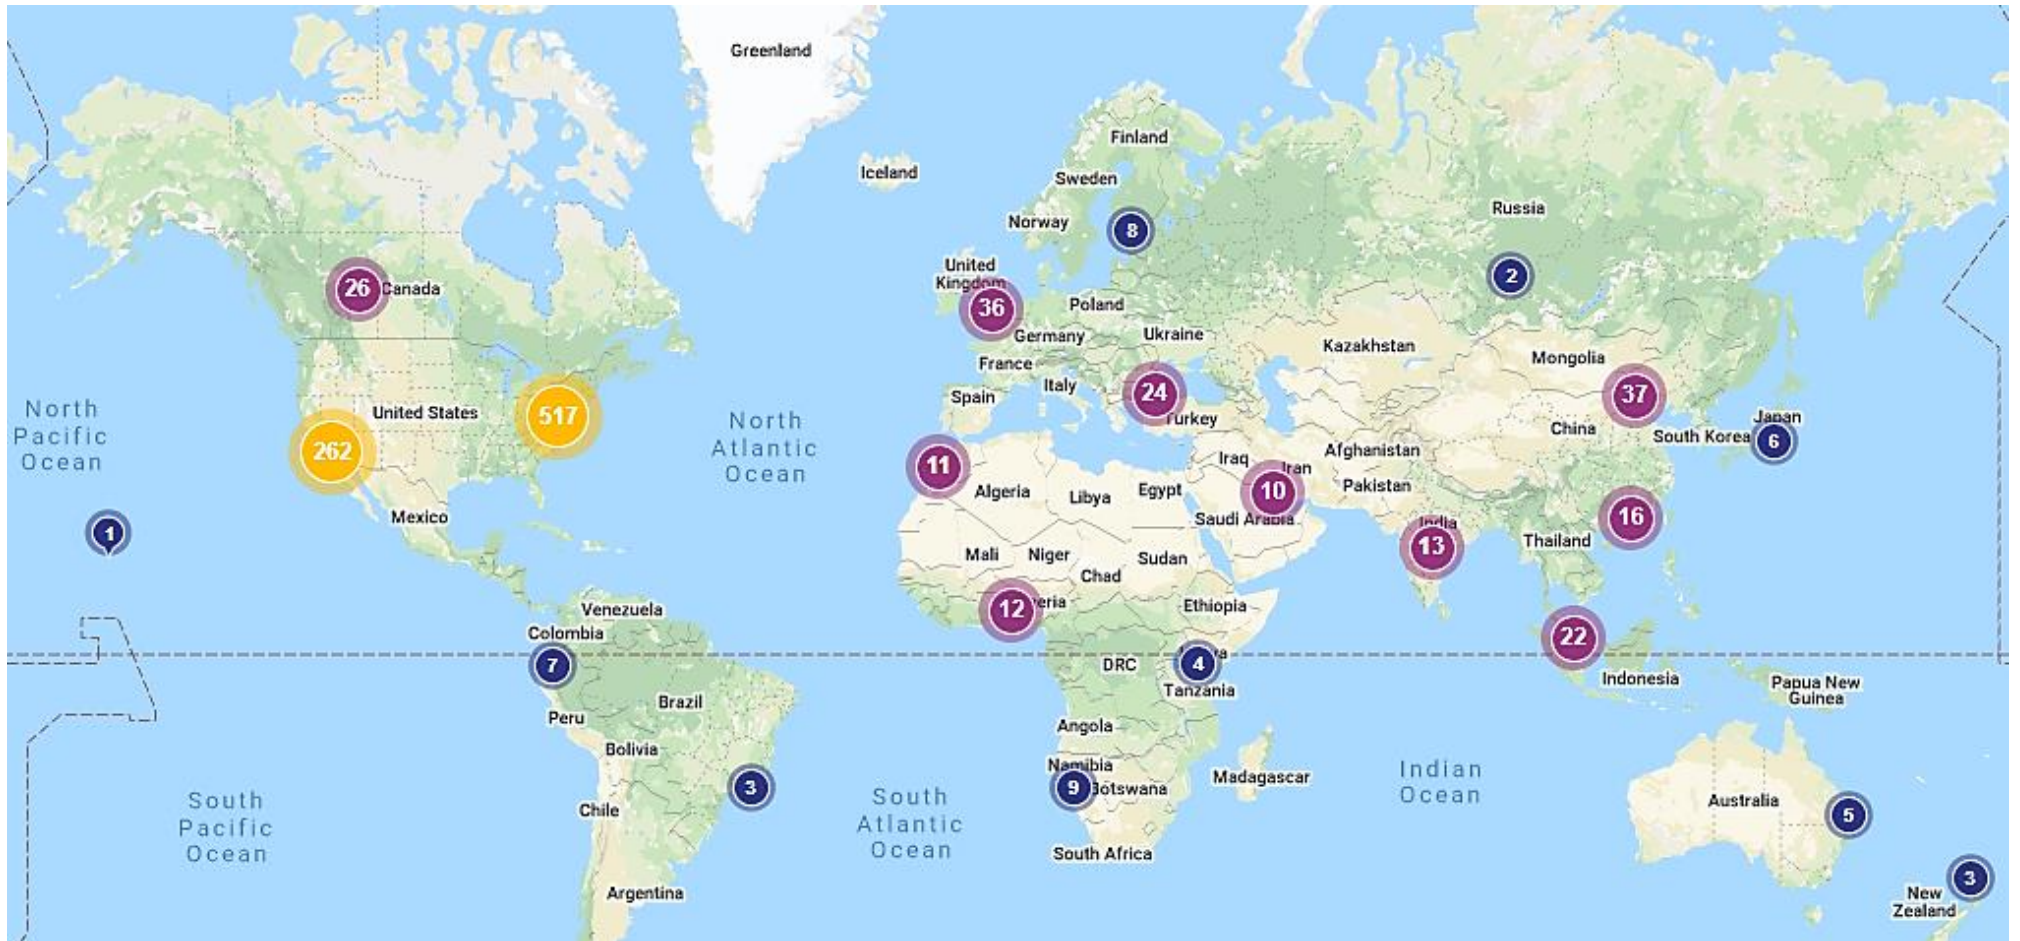 Greenland
Finland
Iceland
Sweden
Russia
Norway
8
United
Kingdom
2
26
Canada
36
Poland
Germany
Ukraine
Kazakhstan
Mongolia
France
Italy
24
37
Spain
Turkey
North
Pacific
Ocean
United States
517
262
North
Atlantic
Ocean
China
Japan
South Korea
6
Afghanistan
Iraq
Iran
11
Algeria
Libya
Egypt
10
Pakistan
Saudi Arabia
India
13
16
Mexico
1
Mali
Niger
Chad
Sudan
Thailand
12
eria
Ethiopia
Venezuela
Colombia
7
22
DRC
4
ya
Tanzania
Indonesia
Papua New
Guinea
Brazil
Peru
Angola
Bolivia
Namibia
9
Botswana
Madagascar
3
Indian
Ocean
Australia
5
Chile
South
Pacific
Ocean
South
Atlantic
Ocean
South Africa
3
New
Zealand
Argentina